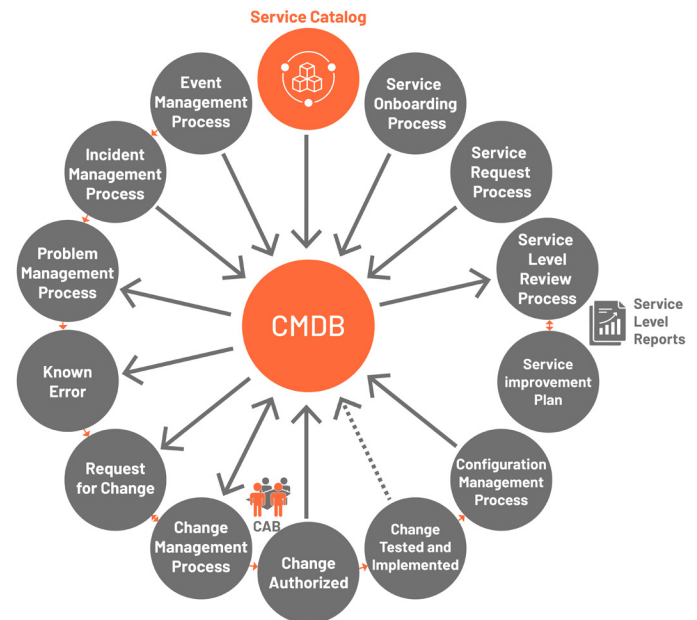 Service Catalog
Event
Management
Process
Service
Onboarding
Process
Incident
Management
Process
Service
Request
Process
Problem
Management
Process
Service
Level
Review
Process
CMDB
Service
Level
Reports
Known
Error
Service
improvement
Plan
Request
for Change
Configuration
Management
Process
CAB
Change
Management
Process
Change
Authorized
Change
Tested and
Implemented